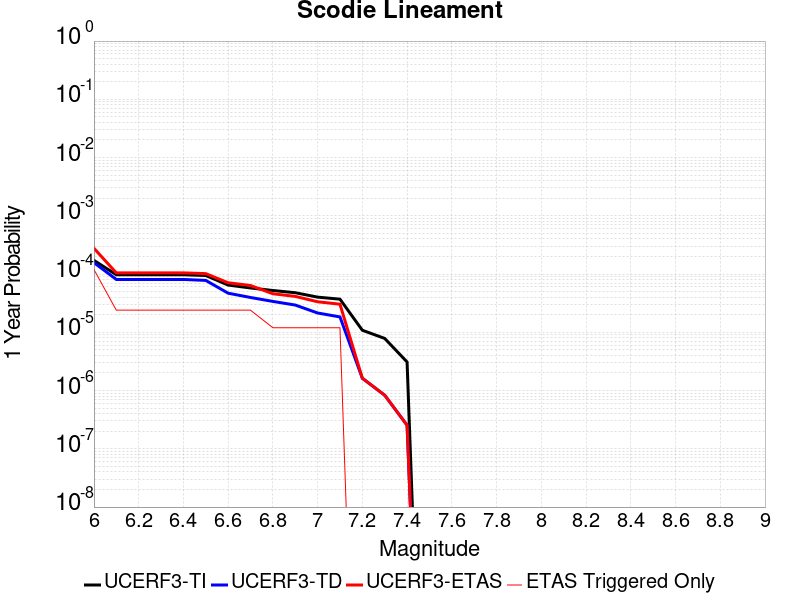 Scodie Lineament
10^0
10^-1
10^-2
10^-3
10^-4
10^-5
10^-6
10^-7
10^-8
1 Year Probability
6 6.2 6.4 6.6 6.8 7 7.2 7.4 7.6 7.8 8 8.2 8.4 8.6 8.8 9
Magnitude
UCERF3-TI UCERF3-TD UCERF3-ETAS ETAS Triggered Only